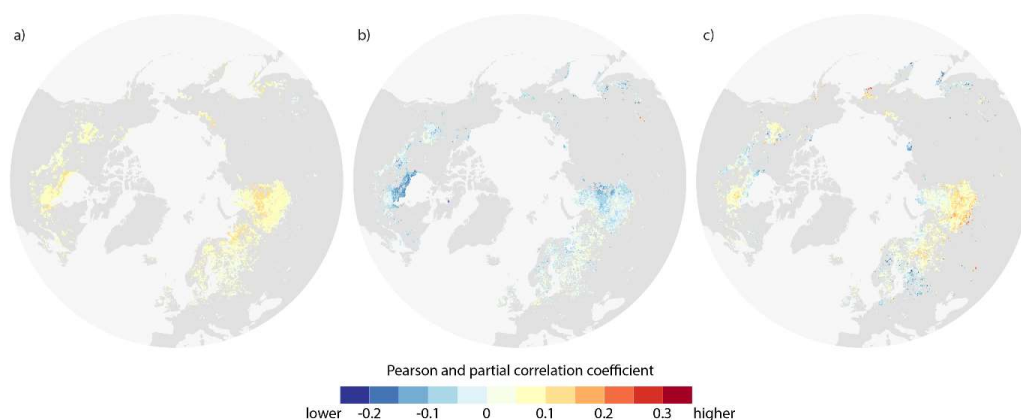 a)
b)
c)
Pearson and partial correlation coefficient
lower -0.2 -0.1 0 0.1 0.2 0.3 higher